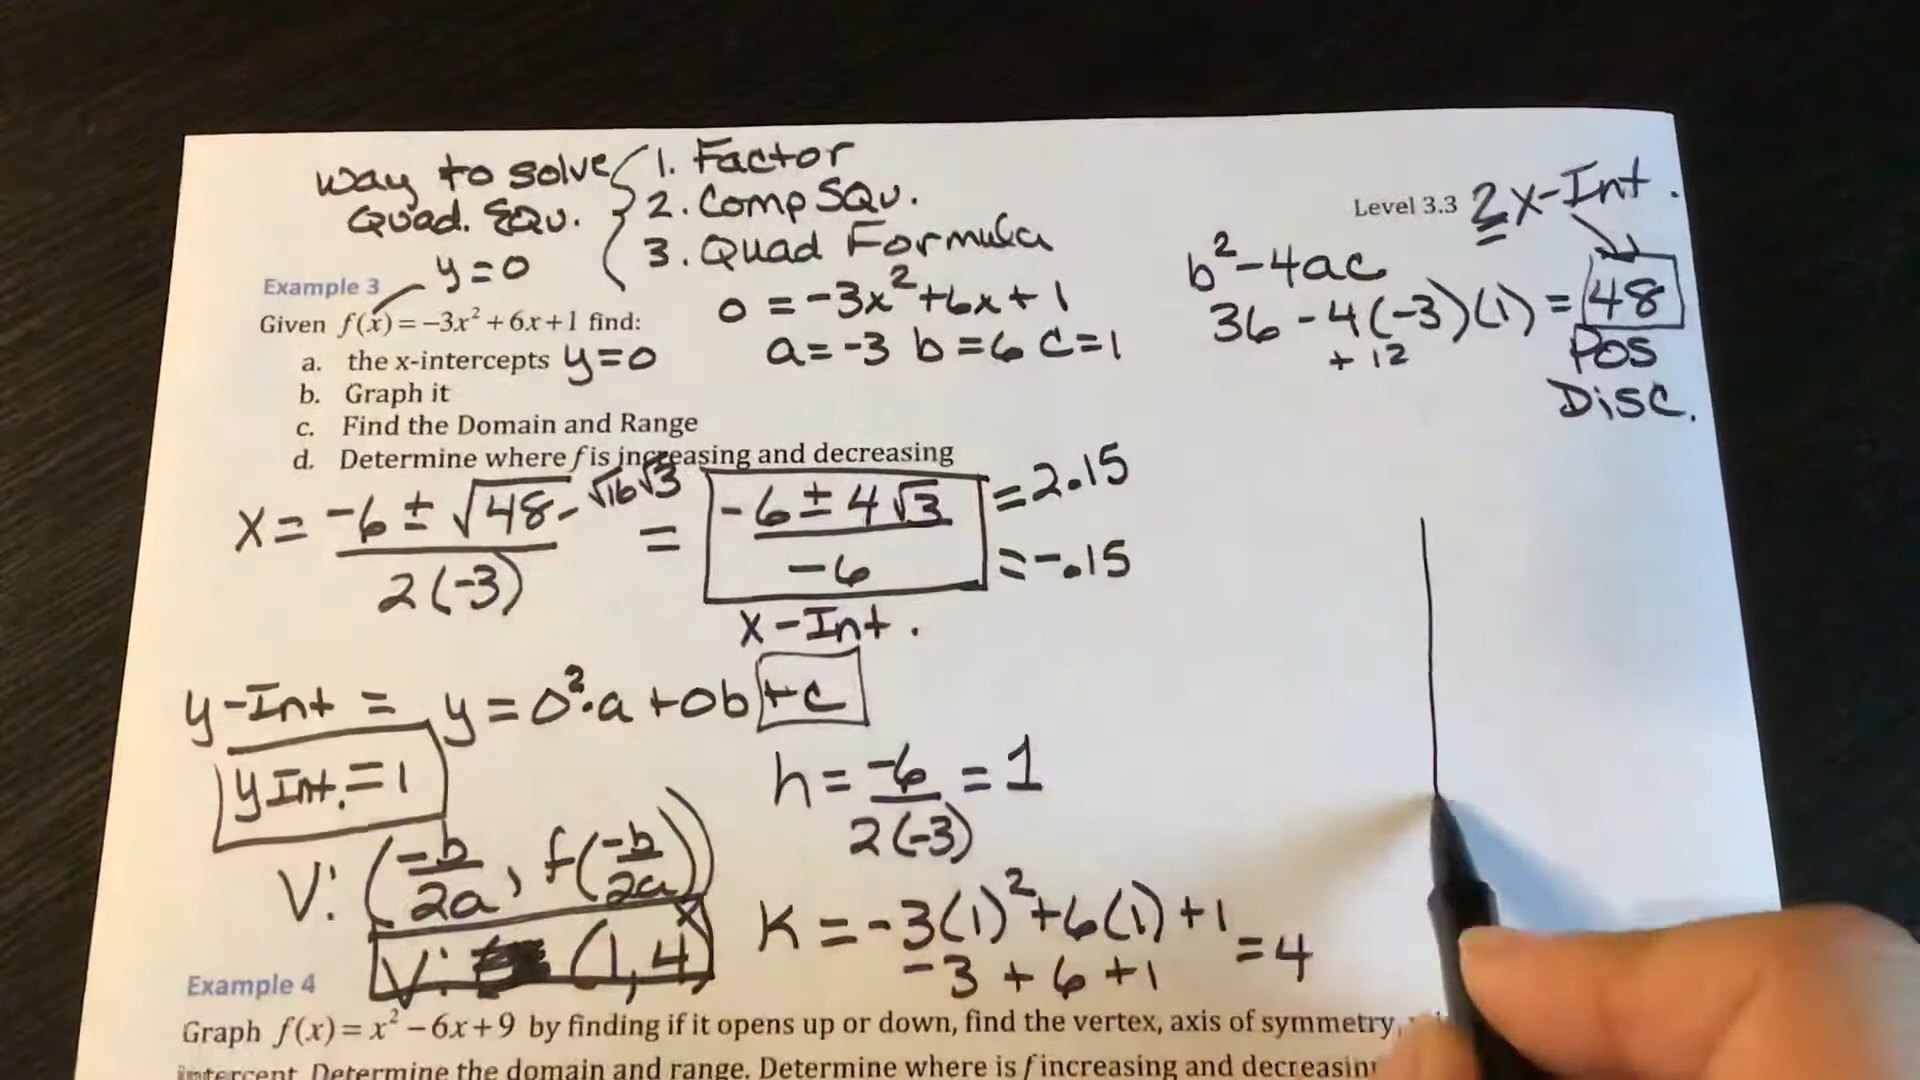 way to solve 1. Factor
Quad. EQu. 2. Comp SQu.
3. Quad Formula
Level 3.3 2 x-Int.
Example 3 y=0
Given f(x)=−3x²+6x+1 find:
0 = -3x²+6x+1
a=-3 b=6 c=1
b²-4ac
36 -4(-3)(1) = 48
+12
Pos
Disc.
a. the x-intercepts y=0
b. Graph it
c. Find the Domain and Range
d. Determine where f is increasing and decreasing
x = (-6 ± √48)/(2(-3)) √16√3 = (-6 ± 4√3)/-6 = 2.15
= -.15
x-Int.
y-Int = y = 0²·a + 0b + c
y Int. = 1
h = -6/(2(-3)) = 1
V: (-b/2a, f(-b/2a))
V: (1,4)
K = -3(1)²+6(1)+1
-3 + 6 + 1 = 4
Example 4
Graph f(x)=x²−6x+9 by finding if it opens up or down, find the vertex, axis of symmetry,
intercept. Determine the domain and range. Determine where is f increasing and decreasin